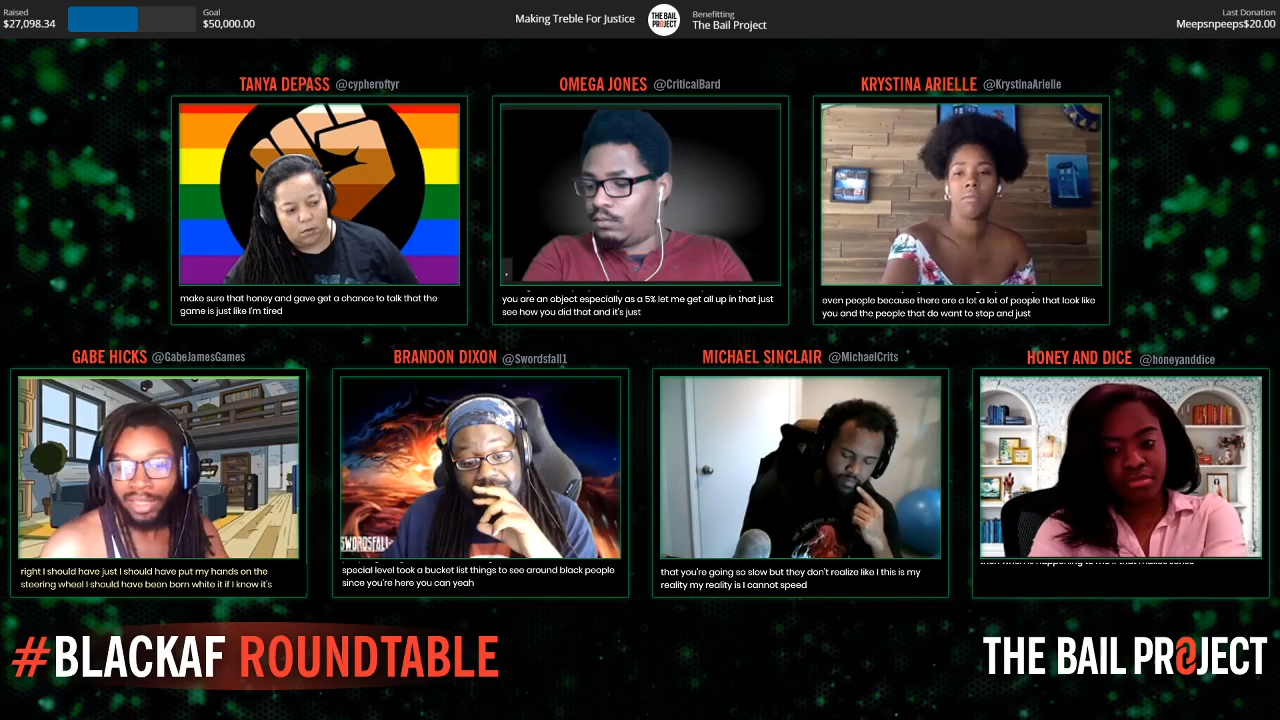 Raised
$27,098.34
Goal
$50,000.00
Making Treble For Justice
THE BAIL
PROJECT
Benefitting
The Bail Project
Last Donation
Meepsnpeeps$20.00
TANYA DEPASS @cypheroftyr
OMEGA JONES @CriticalBard
KRYSTINA ARIELLE @KrystinaArielle
make sure that honey and gave get a chance to talk that the
game is just like I'm tired
you are an object especially as a 5% let me get all up in that just
see how you did that and it's just
even people because there are a lot a lot of people that look like
you and the people that do want to stop and just
GABE HICKS @GabeJamesGames
BRANDON DIXON @Swordsfall1
MICHAEL SINCLAIR @MichaelCrits
HONEY AND DICE @honeyanddice
SWORDSFALL
right I should have just I should have put my hands on the
steering wheel I should have been born white it if I know it's
special level took a bucket list things to see around black people
since you're here you can yeah
that you're going so slow but they don't realize like I this is my
reality my reality is I cannot speed
#BLACKAF ROUNDTABLE
THE BAIL PROJECT